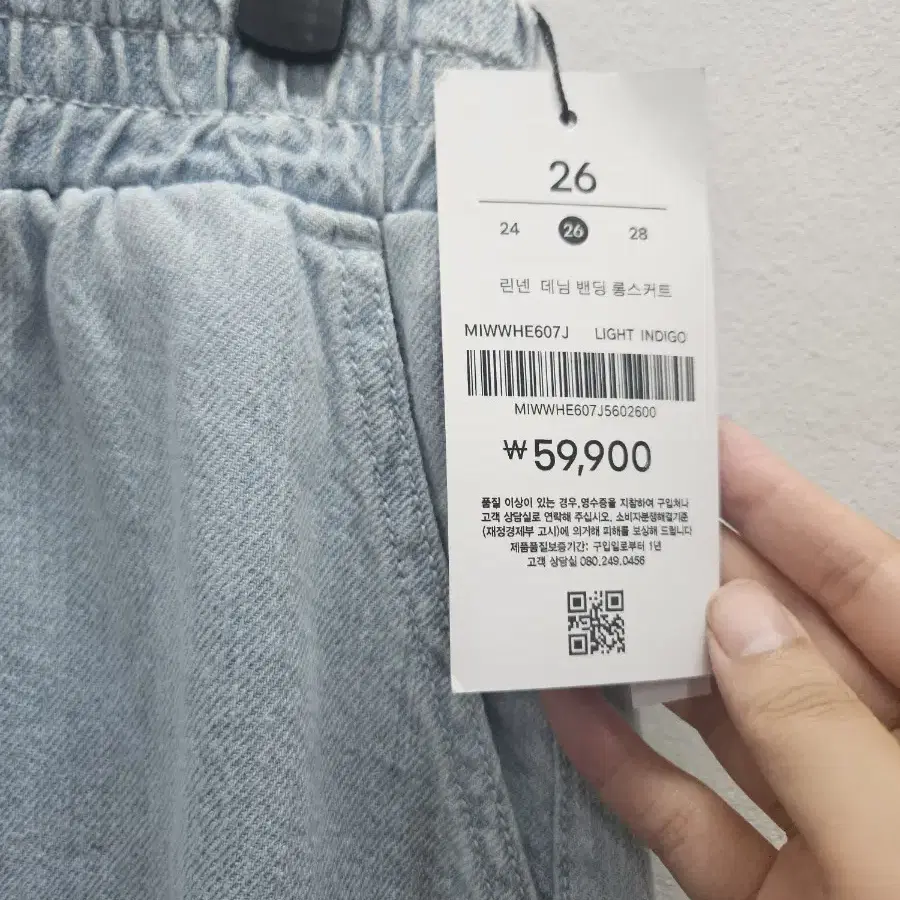 26
24 26 28
린넨 데님 밴딩 롱스커트
MIWWHE607J LIGHT INDIGO
MIWWHE607J5602600
₩59,900
품질 이상이 있는 경우,영수증을 지참하여 구입처나
고객 상담실로 연락해 주십시오. 소비자분쟁해결기준
(재정경제부 고시)에 의거해 피해를 보상해 드립니다
제품품질보증기간: 구입일로부터 1년
고객 상담실 080.249.0456